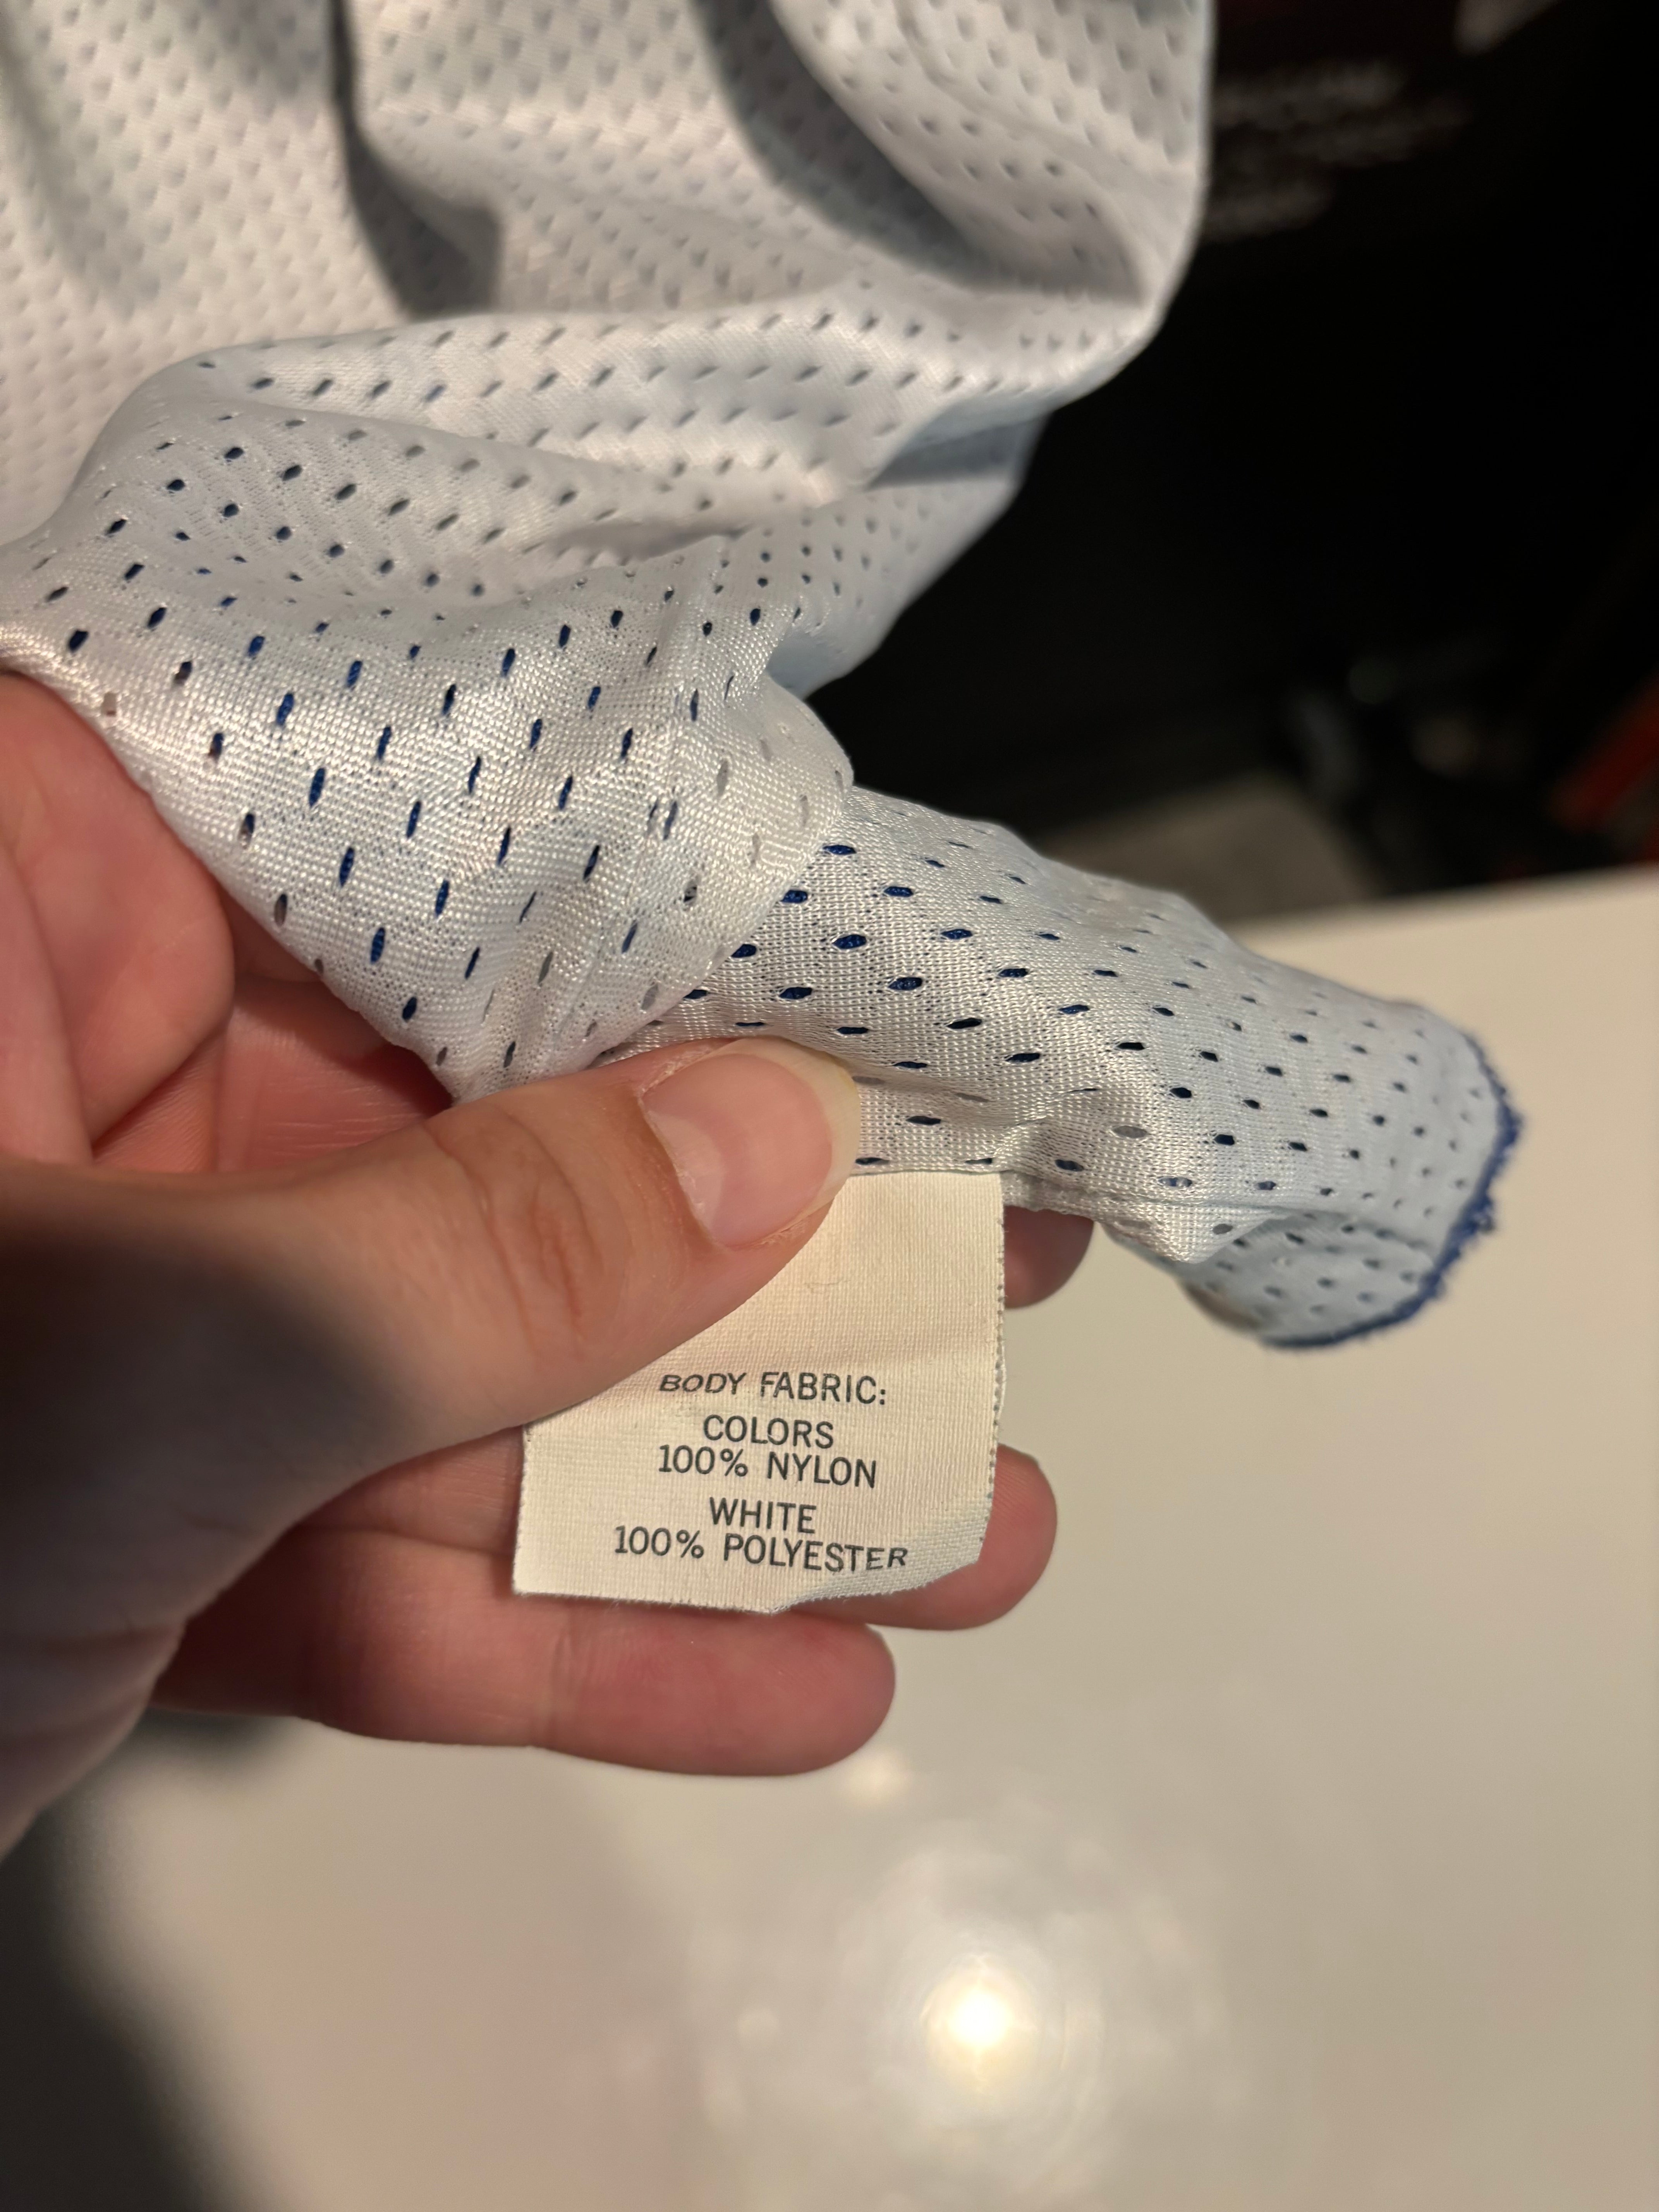 BODY FABRIC:
COLORS
100% NYLON
WHITE
100% POLYESTER